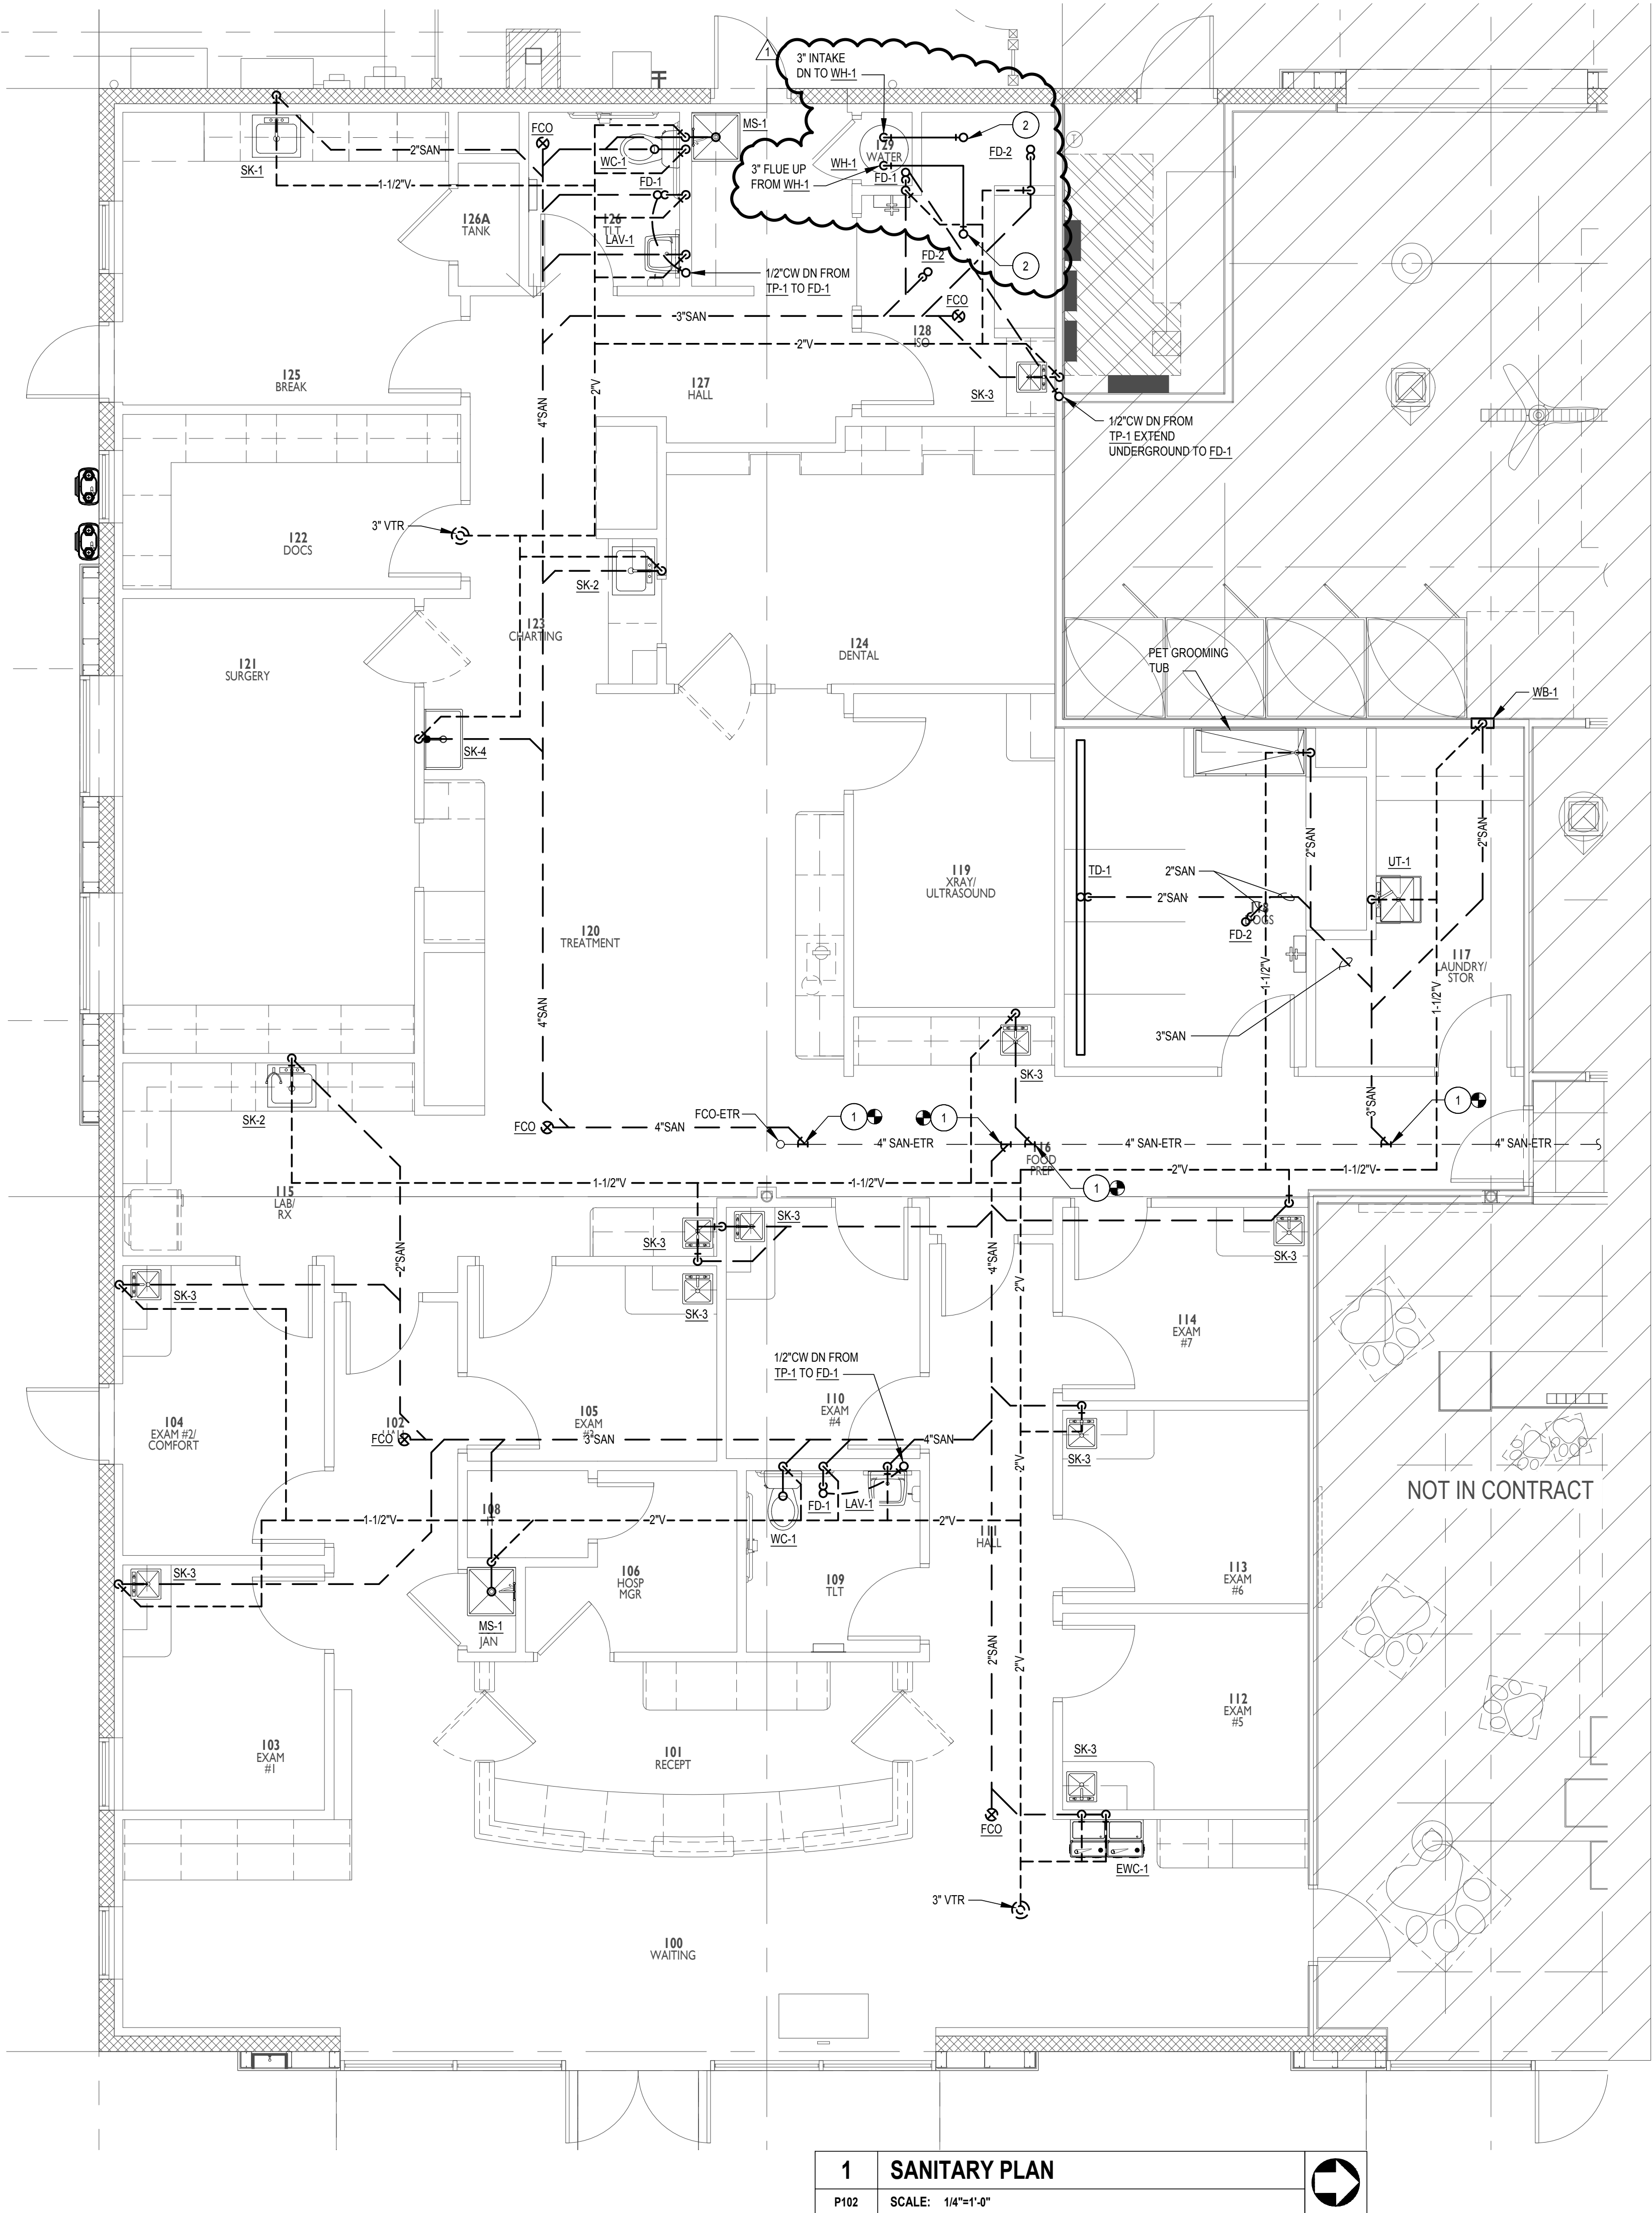 1
3" INTAKE
DN TO WH-1
FCO
MS-1
2
129
WATER
FD-2
T
2"SAN
WC-1
WH-1
SK-1
3" FLUE UP
FROM WH-1
FD-1
FD-1
1-1/2"V
126A
TANK
126
TLT
LAV-1
FD-2
2
1/2"CW DN FROM
TP-1 TO FD-1
FCO
3"SAN
128
ISO
2"V
125
BREAK
127
HALL
2"V
4"SAN
SK-3
1/2"CW DN FROM
TP-1 EXTEND
UNDERGROUND TO FD-1
3" VTR
122
DOCS
SK-2
123
CHARTING
124
DENTAL
121
SURGERY
PET GROOMING
TUB
WB-1
SK-4
2"SAN
2"SAN
119
XRAY/
ULTRASOUND
TD-1
2"SAN
UT-1
2"SAN
120
TREATMENT
FD-2
117
LAUNDRY/
STOR
1-1/2"V
1-1/2"V
4"SAN
3"SAN
SK-3
3"SAN
SK-2
FCO
4"SAN
FCO-ETR
1
1
1
4" SAN-ETR
4" SAN-ETR
4" SAN-ETR
116
FOOD
PREP
1-1/2"V
1-1/2"V
2"V
1-1/2"V
1
115
LAB/
RX
SK-3
SK-3
SK-3
2"SAN
4"SAN
2"V
SK-3
SK-3
114
EXAM
#7
1/2"CW DN FROM
TP-1 TO FD-1
104
EXAM #2/
COMFORT
102
FCO
105
EXAM
3"SAN
110
EXAM
#4
4"SAN
2"V
SK-3
NOT IN CONTRACT
FD-1
LAV-1
WC-1
108
1-1/2"V
2"V
2"V
111
HALL
SK-3
106
HOSP
MGR
109
TLT
113
EXAM
#6
MS-1
JAN
2"SAN
2"V
112
EXAM
#5
103
EXAM
#1
101
RECEPT
SK-3
FCO
EWC-1
3" VTR
100
WAITING
1
SANITARY PLAN
P102
SCALE: 1/4"=1'-0"